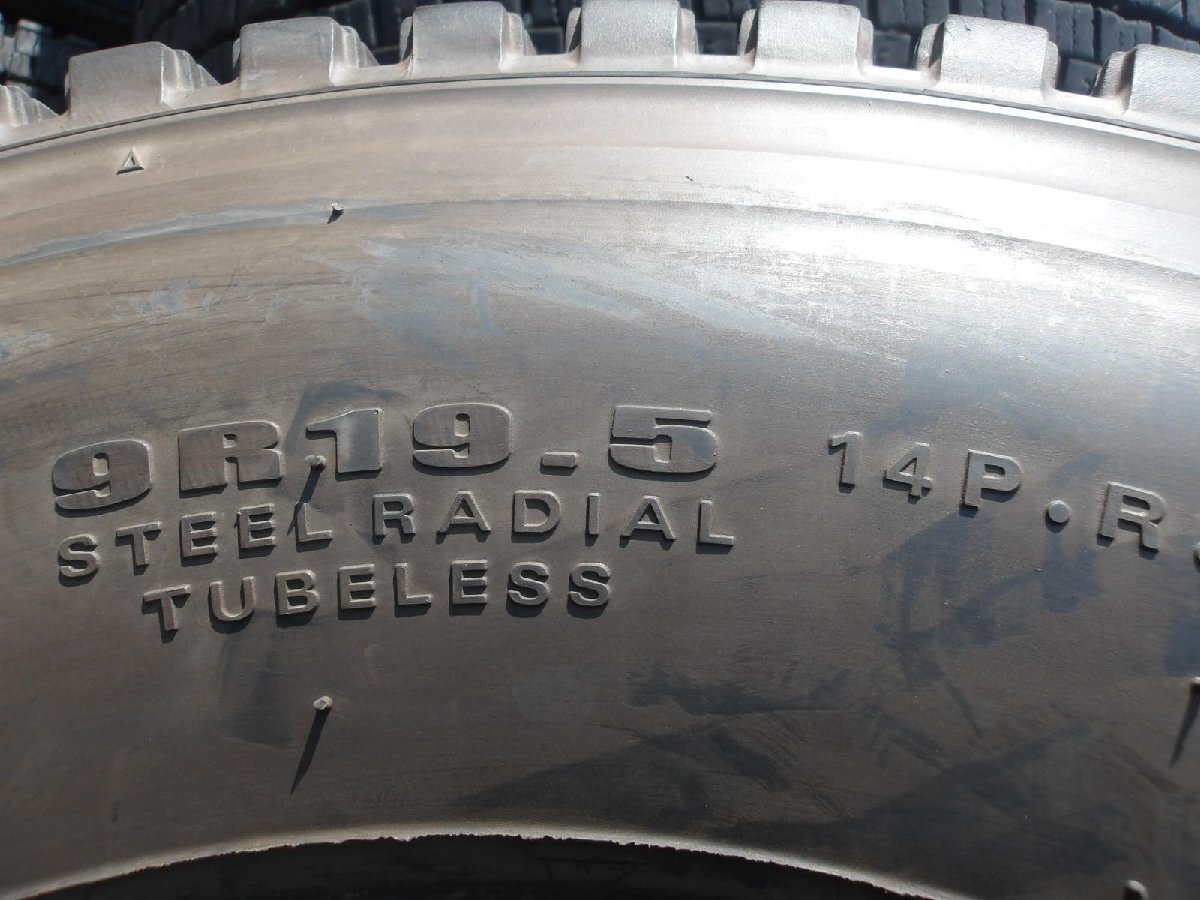 9R19.5 14P.R.
STEEL RADIAL
TUBELESS